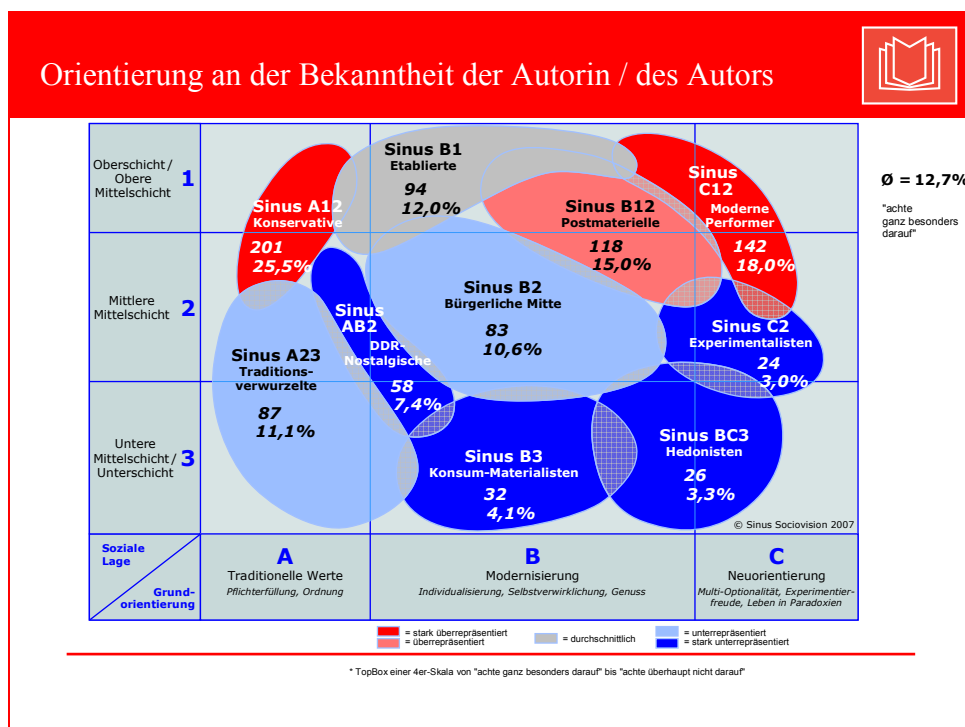 Orientierung an der Bekanntheit der Autorin / des Autors
Oberschicht /
Obere
Mittelschicht
1
Mittlere
Mittelschicht
2
Untere
Mittelschicht /
Unterschicht
3
Sinus B1
Etablierte
94
12,0%
Sinus A12
Konservative
201
25,5%
Sinus B12
Postmaterielle
118
15,0%
Sinus
C12
Moderne
Performer
142
18,0%
Sinus B2
Bürgerliche Mitte
83
10,6%
Sinus
AB2
DDR-
Nostalgische
58
7,4%
Sinus A23
Traditions-
verwurzelte
87
11,1%
Sinus C2
Experimentalisten
24
3,0%
Sinus B3
Konsum-Materialisten
32
4,1%
Sinus BC3
Hedonisten
26
3,3%
© Sinus Sociovision 2007
Ø = 12,7%
"achte
ganz besonders
darauf"
Soziale
Lage
Grund-
orientierung
A
Traditionelle Werte
Pflichterfüllung, Ordnung
B
Modernisierung
Individualisierung, Selbstverwirklichung, Genuss
C
Neuorientierung
Multi-Optionalität, Experimentier-
freude, Leben in Paradoxien
= stark überrepräsentiert
= überrepräsentiert
= durchschnittlich
= unterrepräsentiert
= stark unterrepräsentiert
* TopBox einer 4er-Skala von "achte ganz besonders darauf" bis "achte überhaupt nicht darauf"